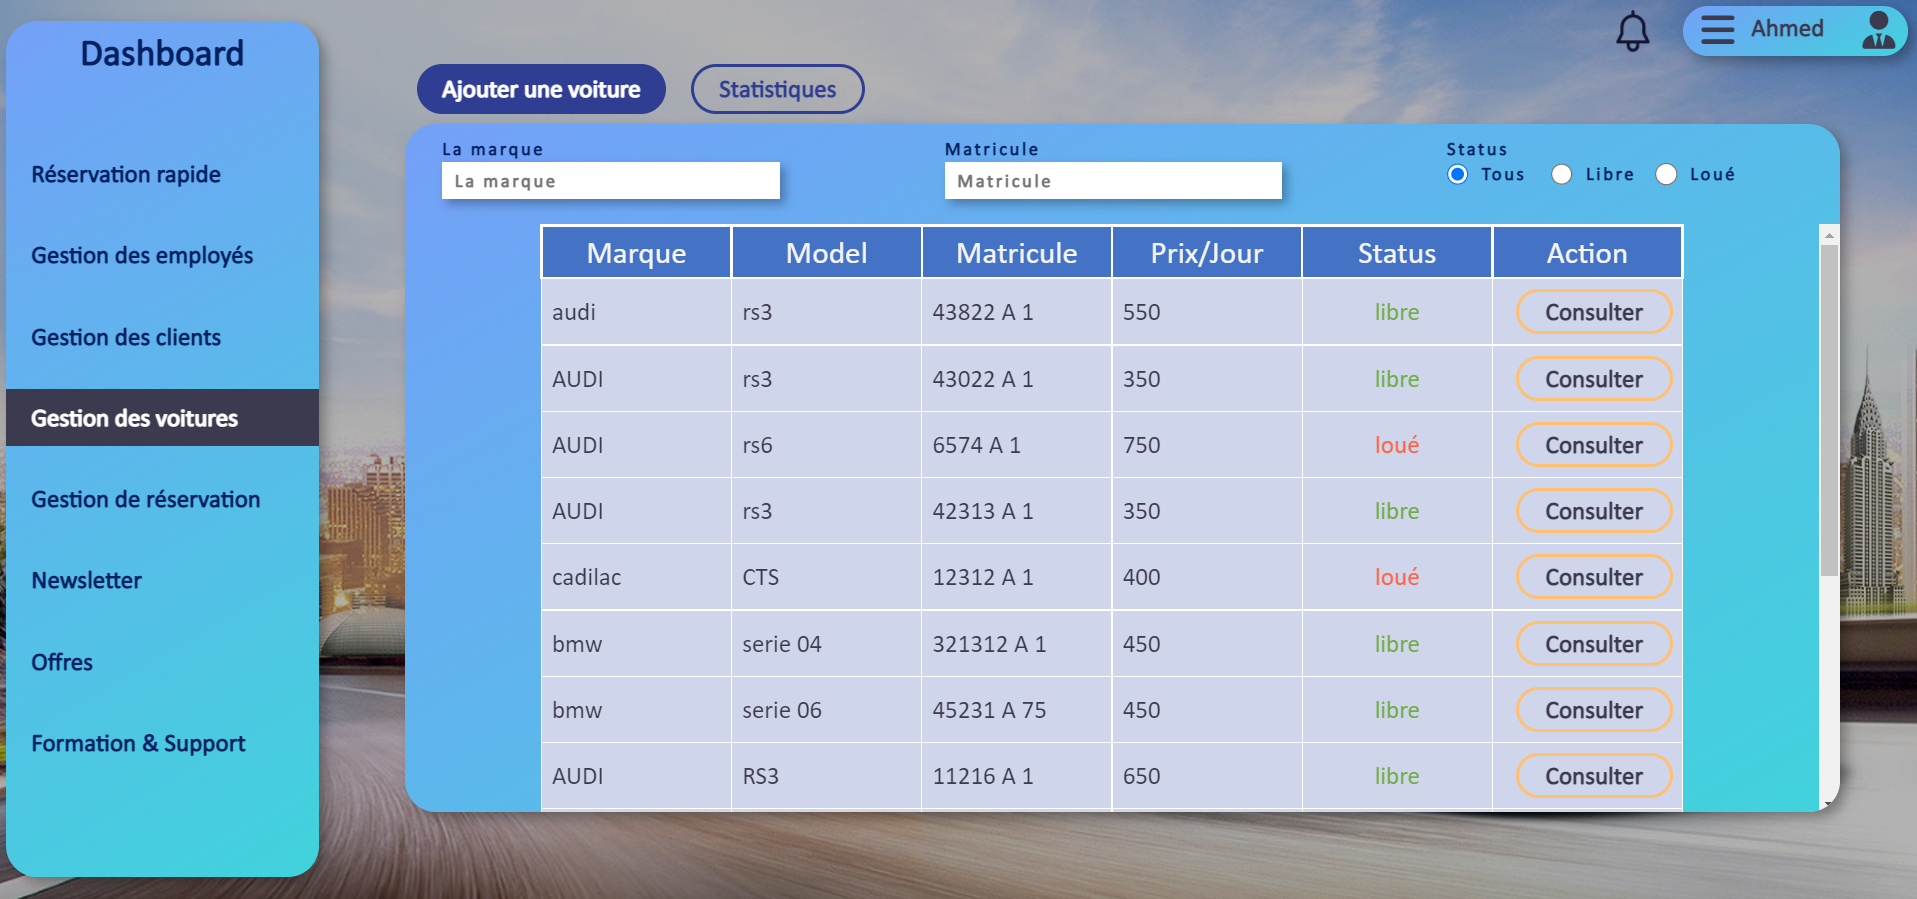 Dashboard
Réservation rapide
Gestion des employés
Gestion des clients
Gestion des voitures
Gestion de réservation
Newsletter
Offres
Formation & Support
Ahmed
Ajouter une voiture
Statistiques
La marque
Matricule
Status
La marque
Matricule
Tous Libre Loué
Marque Model Matricule Prix/Jour Status Action
audi rs3 43822 A 1 550 libre Consulter
AUDI rs3 43022 A 1 350 libre Consulter
AUDI rs6 6574 A 1 750 loué Consulter
AUDI rs3 42313 A 1 350 libre Consulter
cadilac CTS 12312 A 1 400 loué Consulter
bmw serie 04 321312 A 1 450 libre Consulter
bmw serie 06 45231 A 75 450 libre Consulter
AUDI RS3 11216 A 1 650 libre Consulter